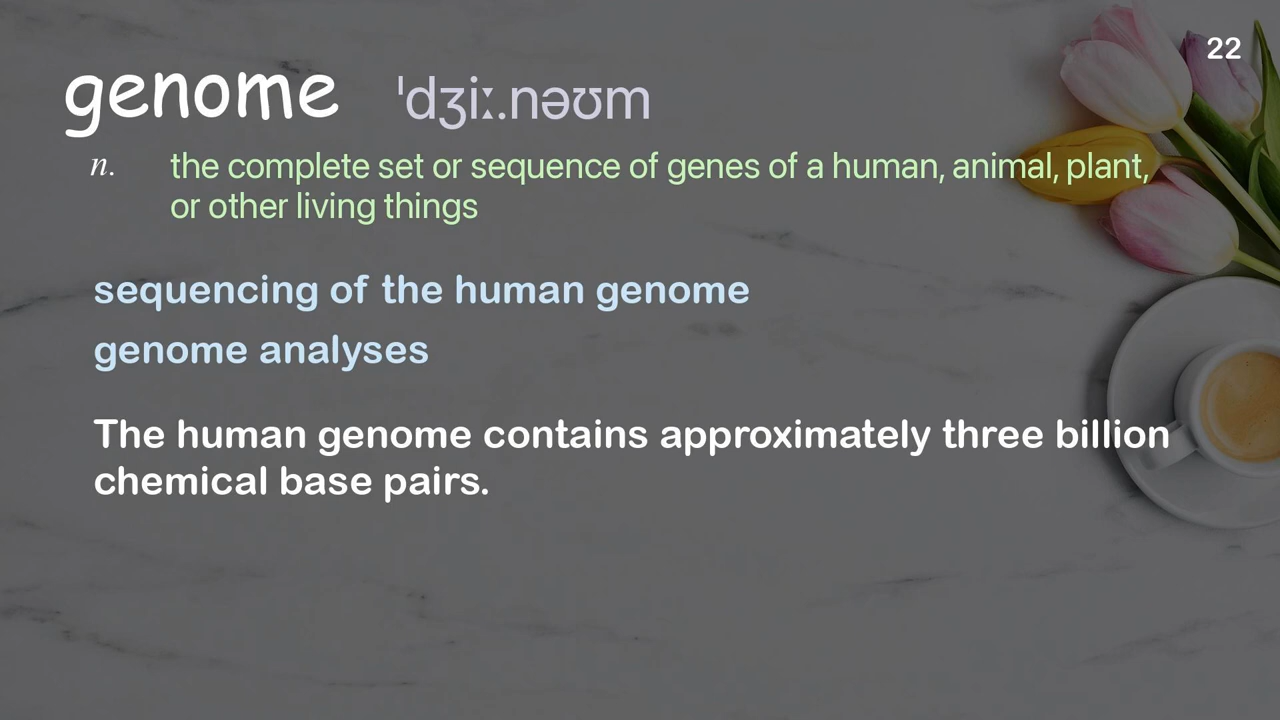 22
genome ˈdʒiː.nəʊm
n. the complete set or sequence of genes of a human, animal, plant,
or other living things
sequencing of the human genome
genome analyses
The human genome contains approximately three billion
chemical base pairs.